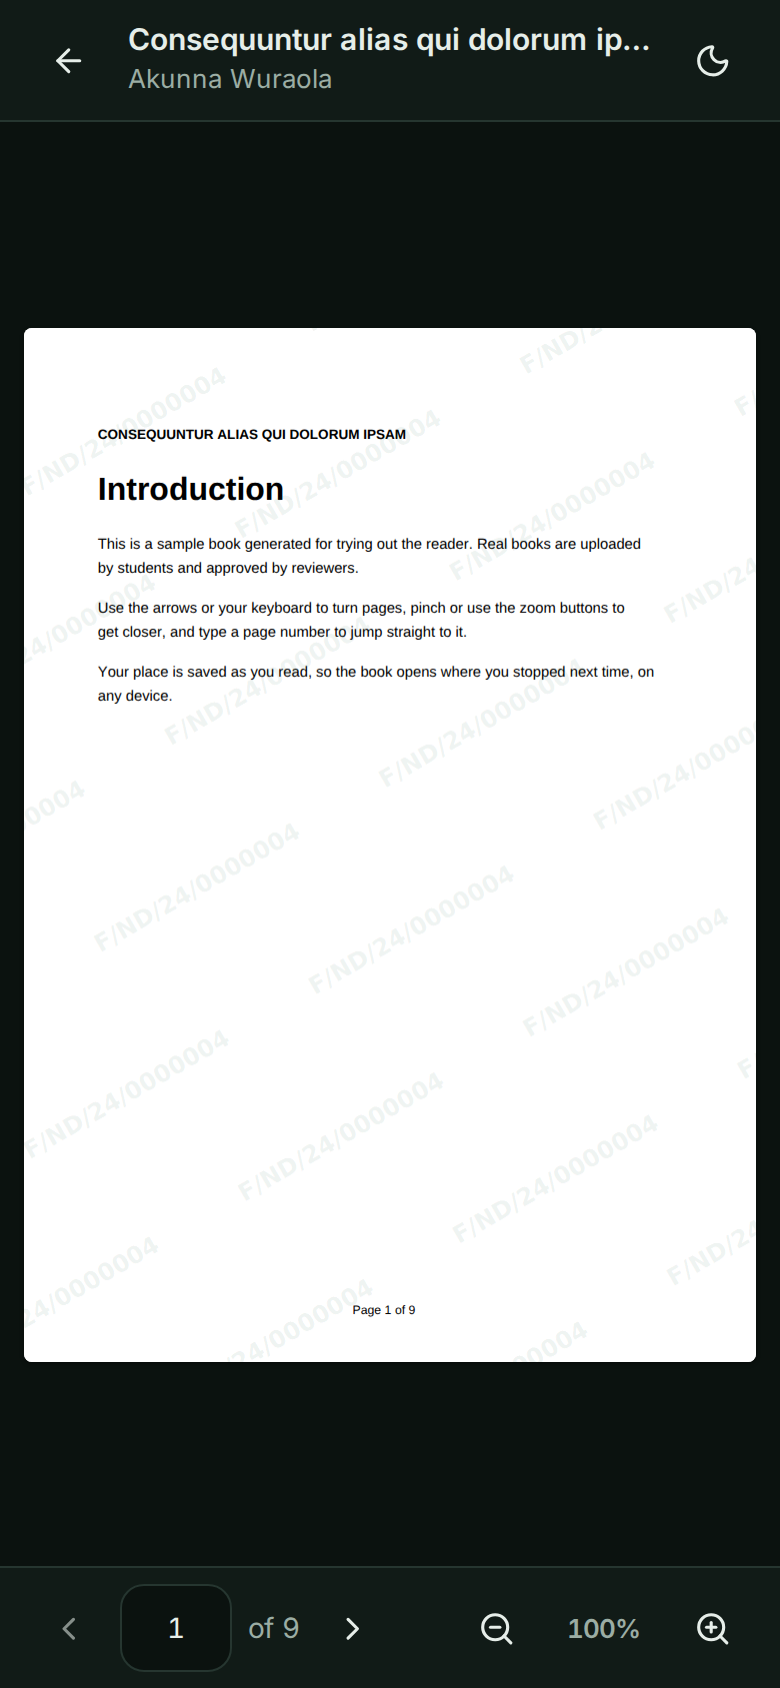 Consequuntur alias qui dolorum ip...
Akunna Wuraola
CONSEQUUNTUR ALIAS QUI DOLORUM IPSAM
Introduction
This is a sample book generated for trying out the reader. Real books are uploaded
by students and approved by reviewers.
Use the arrows or your keyboard to turn pages, pinch or use the zoom buttons to
get closer, and type a page number to jump straight to it.
Your place is saved as you read, so the book opens where you stopped next time, on
any device.
F/ND/24/0000004
Page 1 of 9
1 of 9 100%